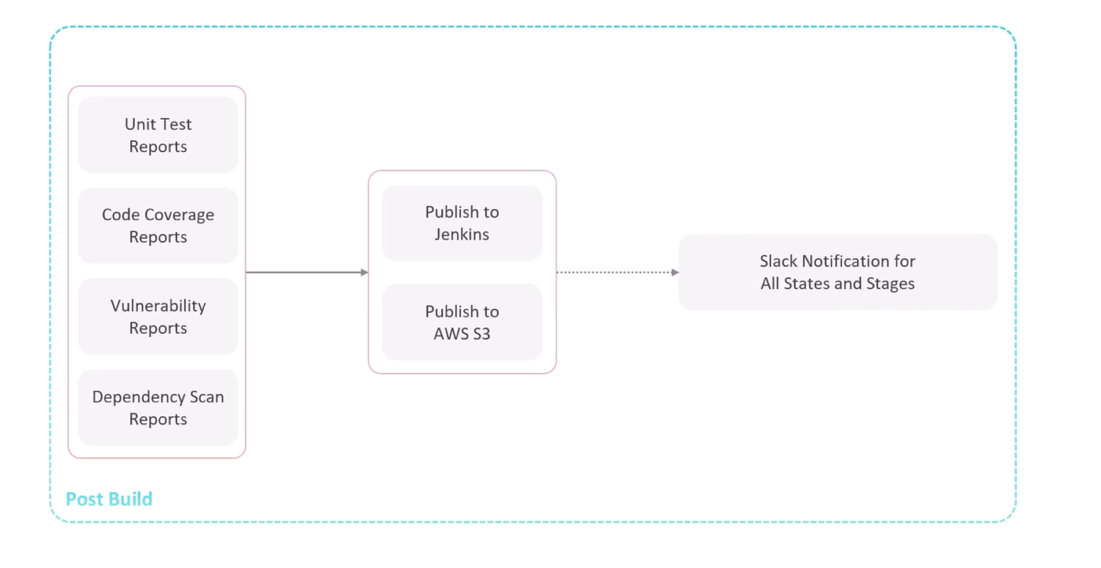 Unit Test
Reports
Code Coverage
Reports
Vulnerability
Reports
Dependency Scan
Reports
Publish to
Jenkins
Publish to
AWS S3
Slack Notification for
All States and Stages
Post Build